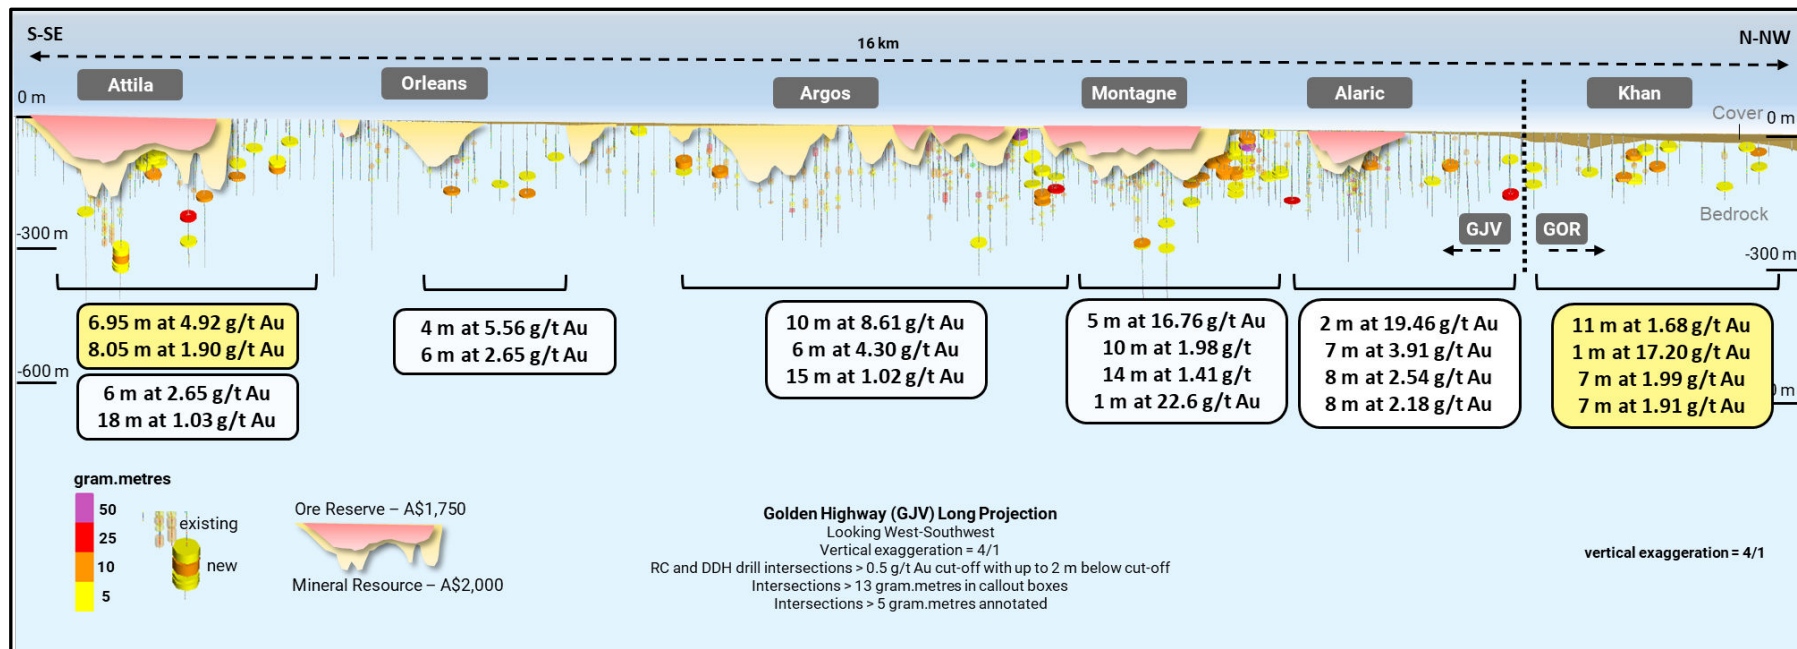 S-SE
N-NW
16 km
Attila
Orleans
Argos
Montagne
Alaric
Khan
0 m
Cover
0 m
Bedrock
GJV
GOR
-300 m
-300 m
6.95 m at 4.92 g/t Au
8.05 m at 1.90 g/t Au
6 m at 2.65 g/t Au
18 m at 1.03 g/t Au
4 m at 5.56 g/t Au
6 m at 2.65 g/t Au
10 m at 8.61 g/t Au
6 m at 4.30 g/t Au
15 m at 1.02 g/t Au
5 m at 16.76 g/t Au
10 m at 1.98 g/t
14 m at 1.41 g/t
1 m at 22.6 g/t Au
2 m at 19.46 g/t Au
7 m at 3.91 g/t Au
8 m at 2.54 g/t Au
8 m at 2.18 g/t Au
11 m at 1.68 g/t Au
1 m at 17.20 g/t Au
7 m at 1.99 g/t Au
7 m at 1.91 g/t Au
-600 m
0 m
gram.metres
50
25
10
5
existing
new
Ore Reserve – A$1,750
Mineral Resource – A$2,000
Golden Highway (GJV) Long Projection
Looking West-Southwest
Vertical exaggeration = 4/1
RC and DDH drill intersections > 0.5 g/t Au cut-off with up to 2 m below cut-off
Intersections > 13 gram.metres in callout boxes
Intersections > 5 gram.metres annotated
vertical exaggeration = 4/1